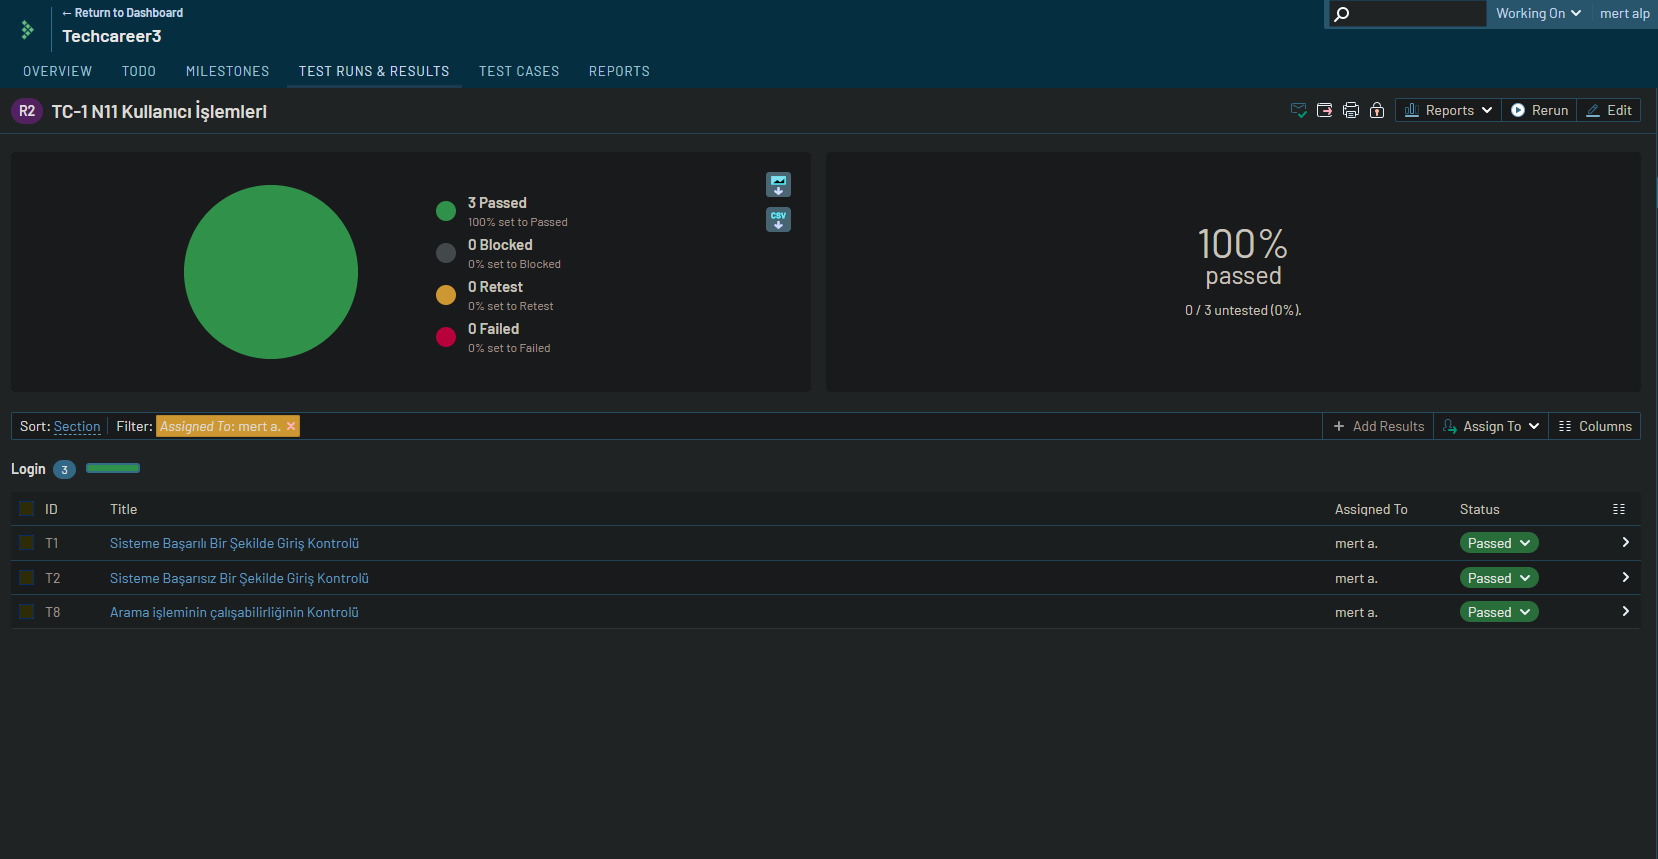 ← Return to Dashboard
Techcareer3
Working On
mert alp
OVERVIEW TODO MILESTONES TEST RUNS & RESULTS TEST CASES REPORTS
R2 TC-1 N11 Kullanıcı İşlemleri
Reports Rerun Edit
3 Passed
100% set to Passed
0 Blocked
0% set to Blocked
0 Retest
0% set to Retest
0 Failed
0% set to Failed
CSV
100%
passed
0 / 3 untested (0%).
Sort: Section Filter: Assigned To: mert a. ×
+ Add Results Assign To Columns
Login 3
ID Title Assigned To Status
T1 Sisteme Başarılı Bir Şekilde Giriş Kontrolü mert a. Passed
T2 Sisteme Başarısız Bir Şekilde Giriş Kontrolü mert a. Passed
T8 Arama işleminin çalışabilirliğinin Kontrolü mert a. Passed